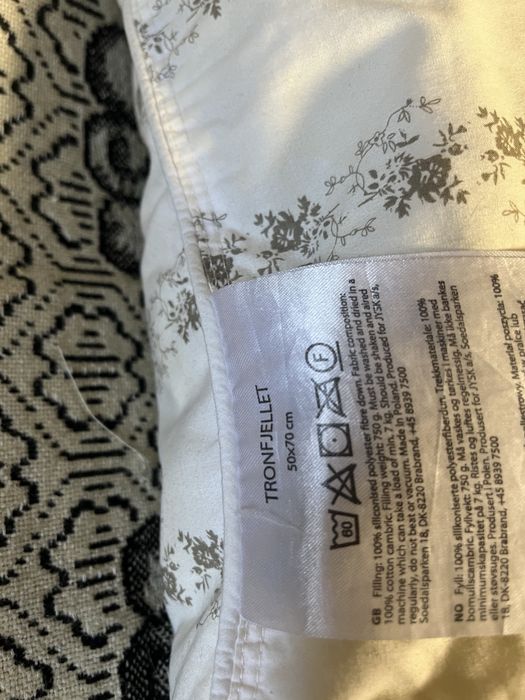 TRONFJELLET
50x70 cm
60
F
GB Filling: 100% siliconised polyester fibre down. Fabric composition:
100% cotton cambric. Filling weight: 750 g. Must be washed and dried in a
machine which can take a load of min. 7 kg. Should be shaken and aired
regularly, do not beat or vacuum. Made in Poland. Produced for JYSK a/s,
Soedalsparken 18, DK-8220 Brabrand, +45 8939 7500
NO Fyll: 100% silikoniserte polyesterfiberdun. Trekkmateriale: 100%
bomullscambric. Fyllvekt: 750 g. Må vaskes og tørkes i maskiner med
minimumskapasitet på 7 kg. Ristes og luftes regelmessig. Må ikke bankes
eller støvsuges. Produsert i Polen. Produsert for JYSK a/s, Soedalsparken
18, DK-8220 Brabrand, +45 8939 7500
Materiał poszycia: 100%